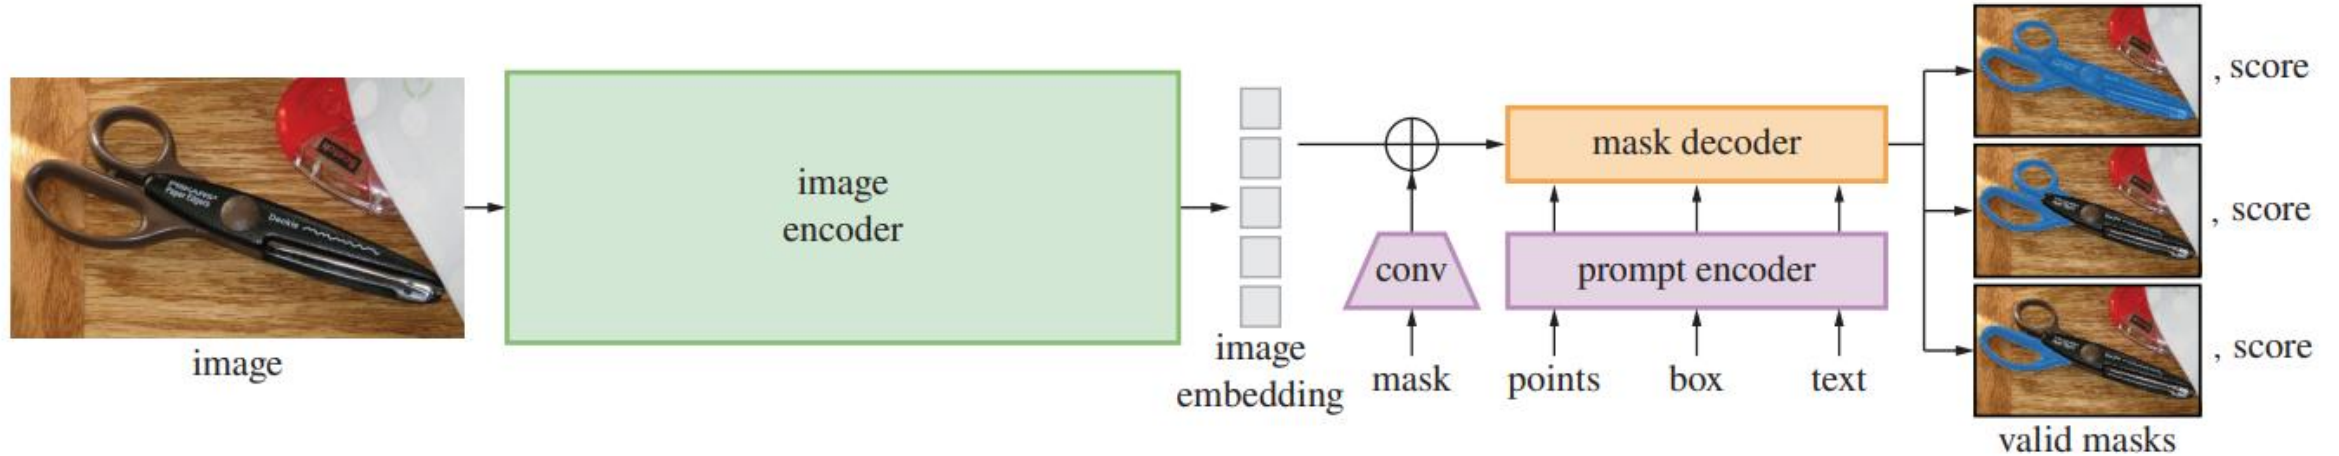 image
image
encoder
image
embedding
conv
mask
mask decoder
prompt encoder
points
box
text
, score
, score
, score
valid masks